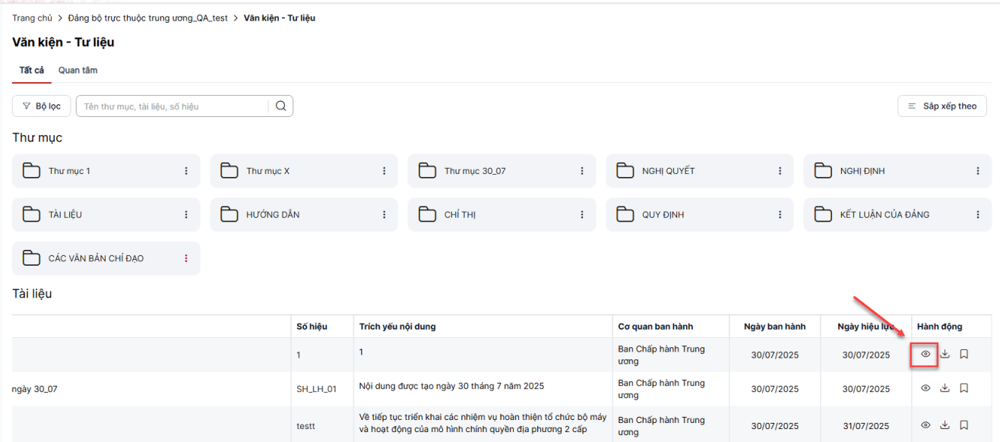 Trang chủ > Đảng bộ trực thuộc trung ương_QA_test > Văn kiện - Tư liệu
Văn kiện - Tư liệu
Tất cả Quan tâm
Bộ lọc Tên thư mục, tài liệu, số hiệu Sắp xếp theo
Thư mục
Thư mục 1 Thư mục X Thư mục 30_07 NGHỊ QUYẾT NGHỊ ĐỊNH
TÀI LIỆU HƯỚNG DẪN CHỈ THỊ QUY ĐỊNH KẾT LUẬN CỦA ĐẢNG
CÁC VĂN BẢN CHỈ ĐẠO
Tài liệu
Số hiệu Trích yếu nội dung Cơ quan ban hành Ngày ban hành Ngày hiệu lực Hành động
1 1 Ban Chấp hành Trung
ương 30/07/2025 30/07/2025
ngày 30_07 SH_LH_01 Nội dung được tạo ngày 30 tháng 7 năm 2025 Ban Chấp hành Trung
ương 30/07/2025 30/07/2025
testt Về tiếp tục triển khai các nhiệm vụ hoàn thiện tổ chức bộ máy
và hoạt động của mô hình chính quyền địa phương 2 cấp Ban Chấp hành Trung
ương 30/07/2025 31/07/2025